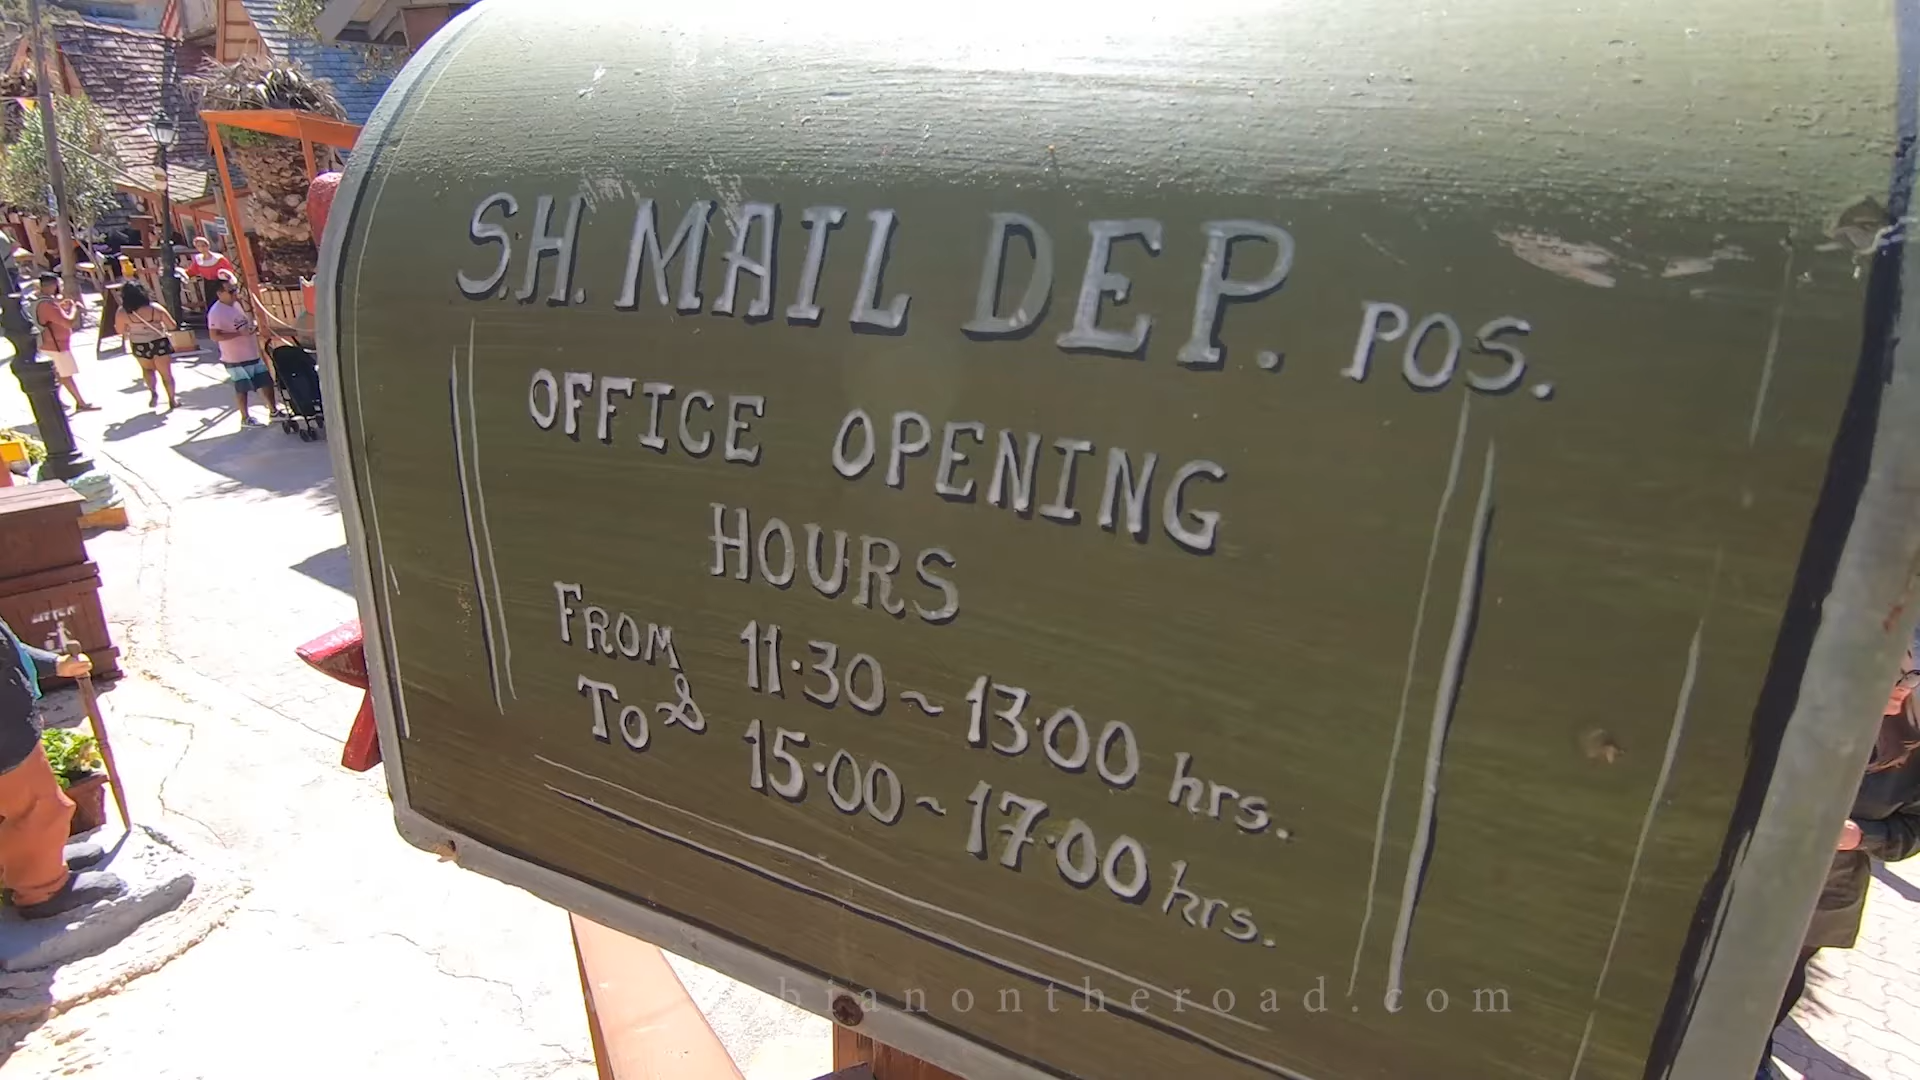 S.H. MAIL DEP. POS.
OFFICE OPENING
HOURS
FROM 11·30 ~ 13·00 hrs.
TO & 15·00 ~ 17·00 hrs.
LITTER
bianontheroad.com